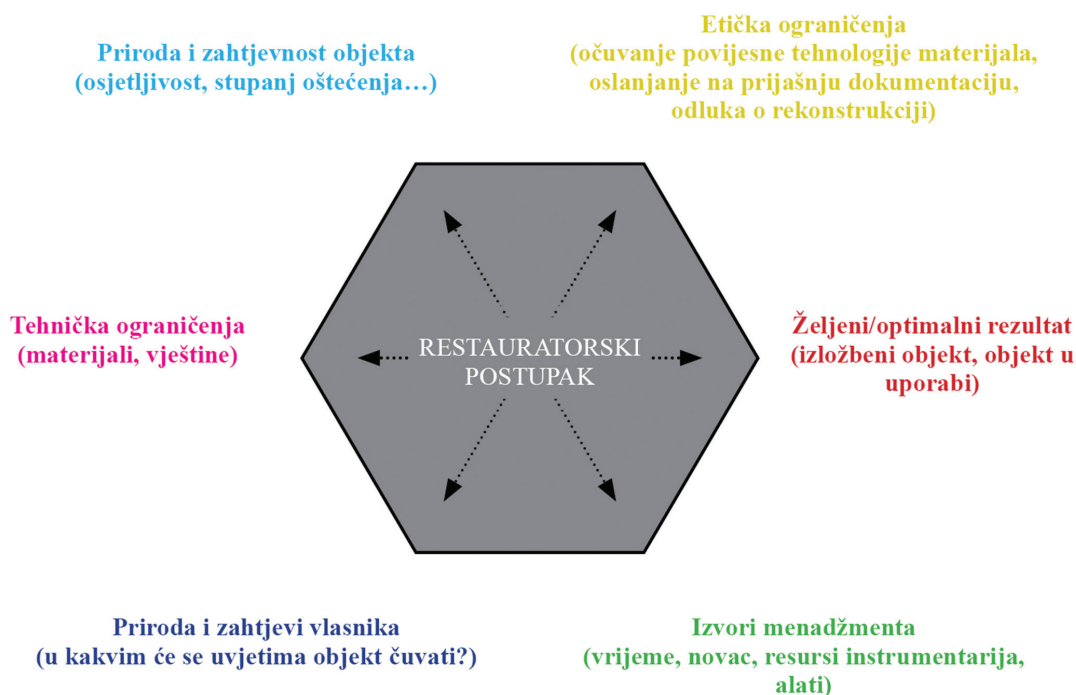 Priroda i zahtjevnost objekta
(osjetljivost, stupanj oštećenja…)
Etička ograničenja
(očuvanje povijesne tehnologije materijala,
oslanjanje na prijašnju dokumentaciju,
odluka o rekonstrukciji)
Tehnička ograničenja
(materijali, vještine)
RESTAURATORSKI
POSTUPAK
Željeni/optimalni rezultat
(izložbeni objekt, objekt u
uporabi)
Priroda i zahtjevi vlasnika
(u kakvim će se uvjetima objekt čuvati?)
Izvori menadžmenta
(vrijeme, novac, resursi instrumentarija,
alati)